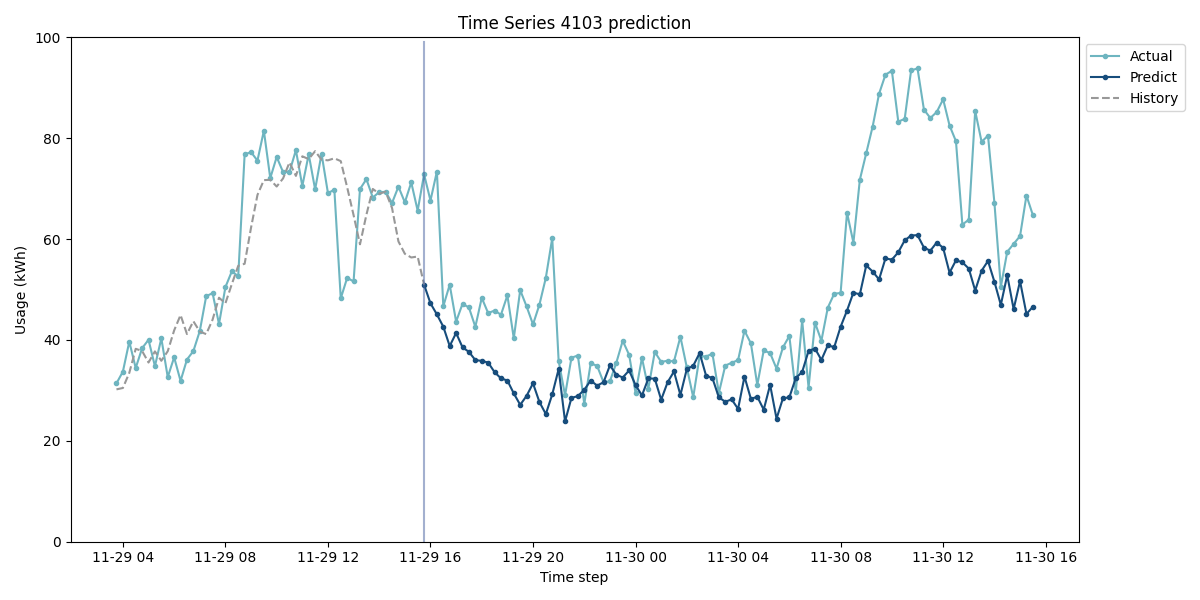 Time Series 4103 prediction
Usage (kWh)
100
80
60
40
20
0
11-29 04
11-29 08
11-29 12
11-29 16
11-29 20
11-30 00
11-30 04
11-30 08
11-30 12
11-30 16
Time step
Actual
Predict
History